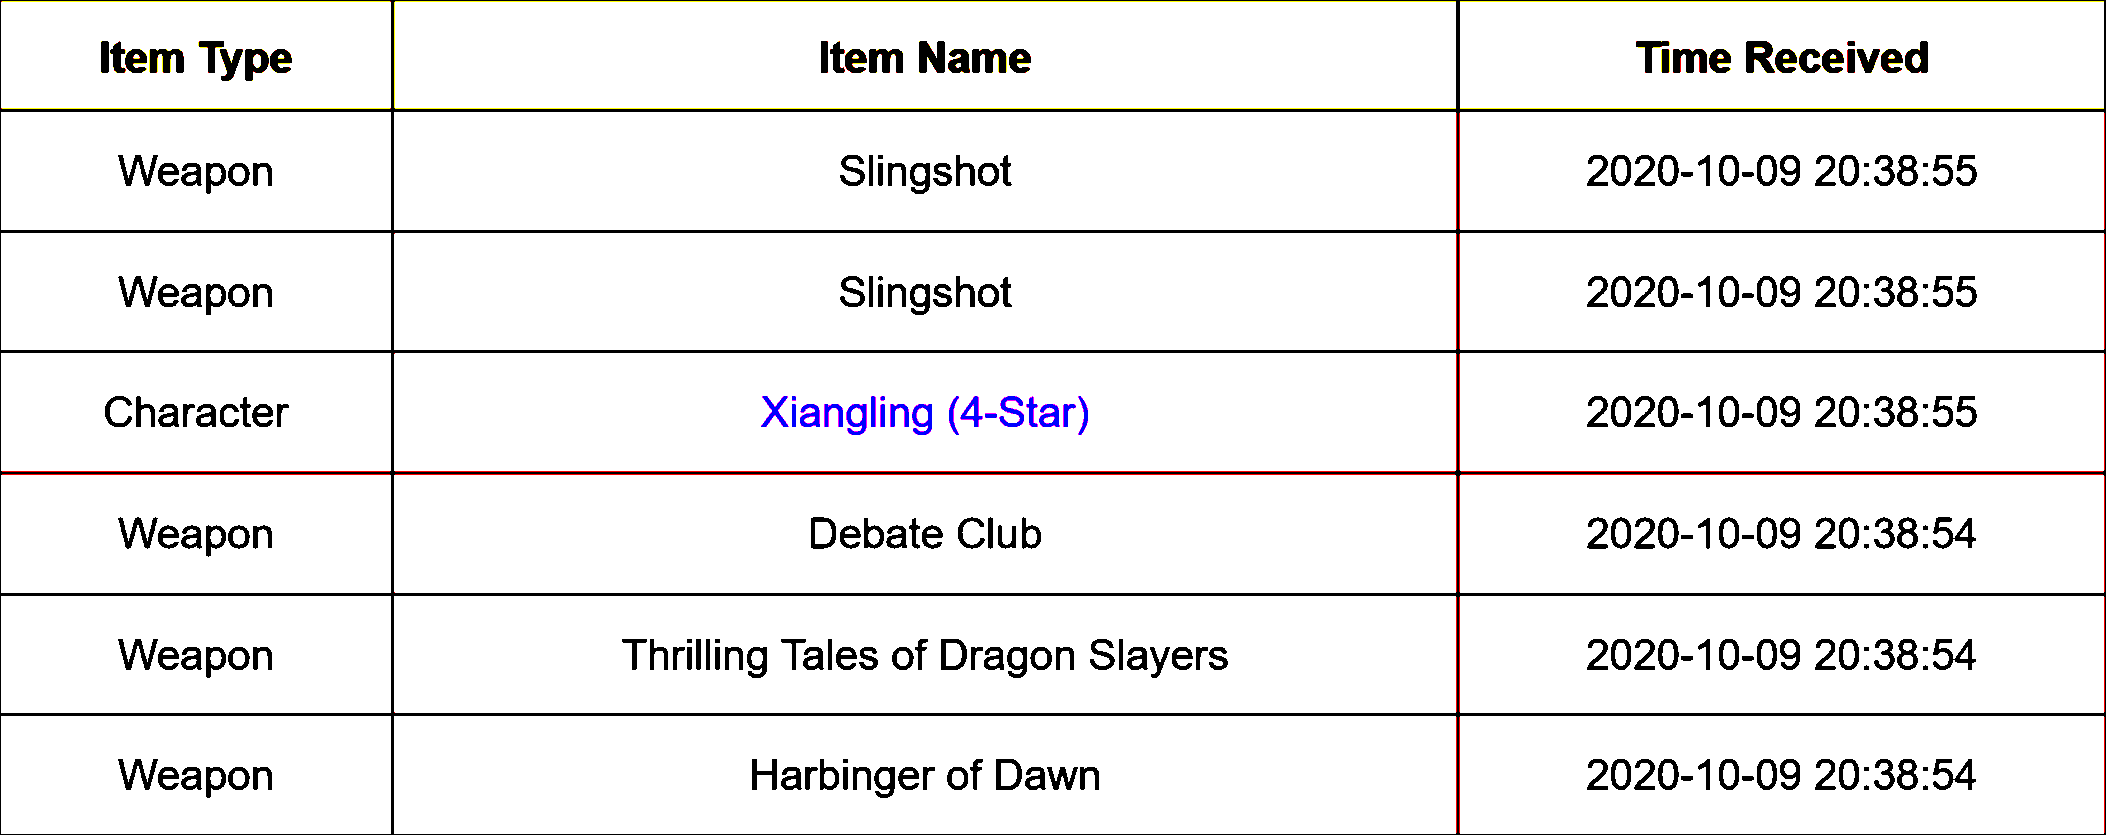 Item Type Item Name Time Received
Weapon Slingshot 2020-10-09 20:38:55
Weapon Slingshot 2020-10-09 20:38:55
Character Xiangling (4-Star) 2020-10-09 20:38:55
Weapon Debate Club 2020-10-09 20:38:54
Weapon Thrilling Tales of Dragon Slayers 2020-10-09 20:38:54
Weapon Harbinger of Dawn 2020-10-09 20:38:54